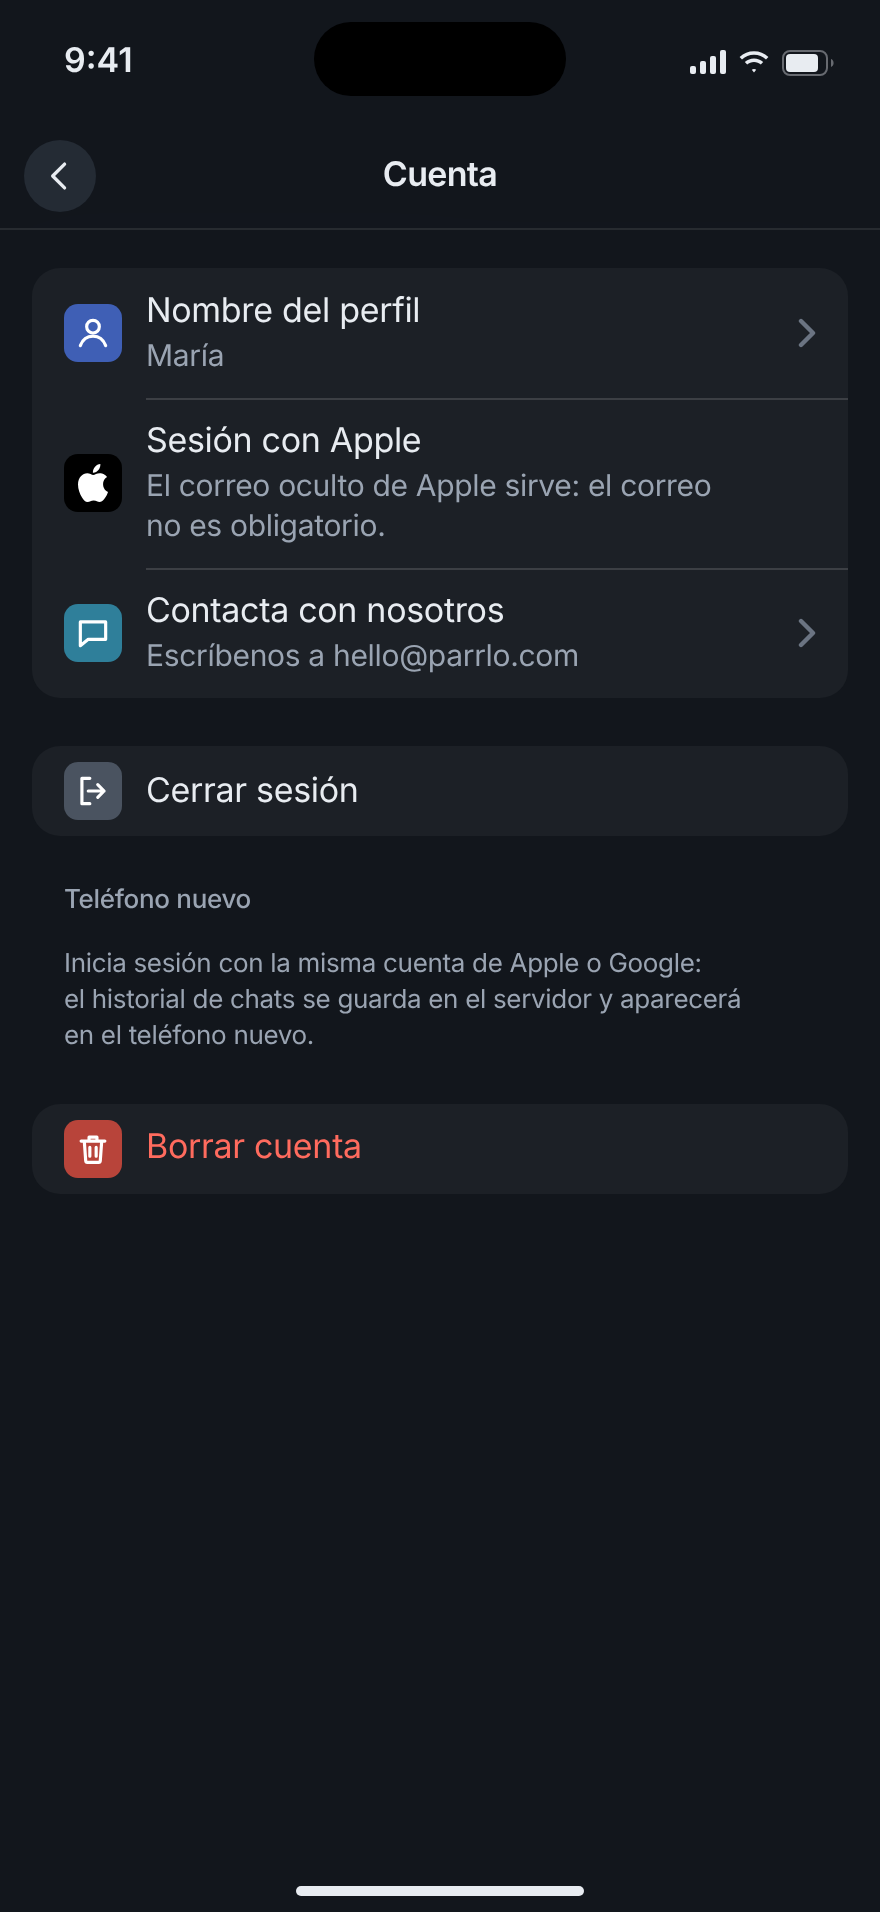 9:41
Cuenta
Nombre del perfil
María
Sesión con Apple
El correo oculto de Apple sirve: el correo
no es obligatorio.
Contacta con nosotros
Escríbenos a hello@parrlo.com
Cerrar sesión
Teléfono nuevo
Inicia sesión con la misma cuenta de Apple o Google:
el historial de chats se guarda en el servidor y aparecerá
en el teléfono nuevo.
Borrar cuenta